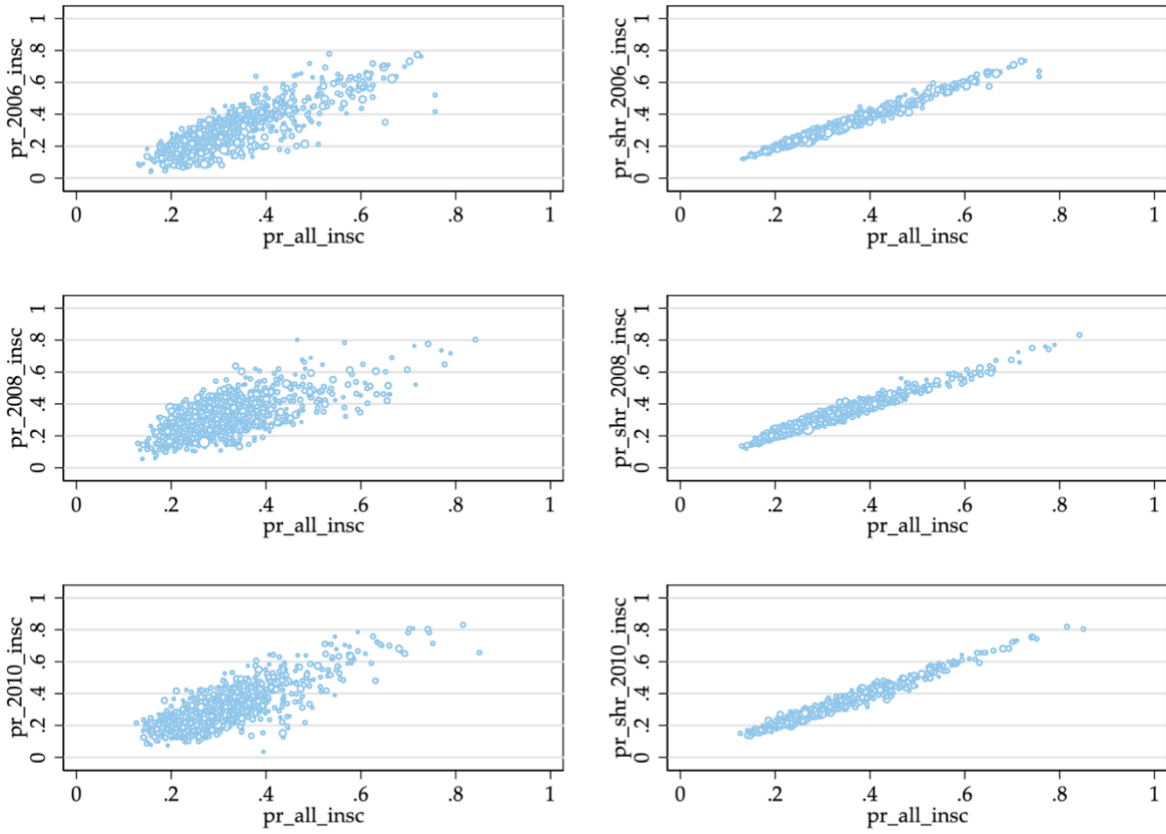 pr_2006_insc
1
.8
.6
.4
.2
0
0 .2 .4 .6 .8 1
pr_all_insc
pr_shr_2006_insc
1
.8
.6
.4
.2
0
0 .2 .4 .6 .8 1
pr_all_insc
pr_2008_insc
1
.8
.6
.4
.2
0
0 .2 .4 .6 .8 1
pr_all_insc
pr_shr_2008_insc
1
.8
.6
.4
.2
0
0 .2 .4 .6 .8 1
pr_all_insc
pr_2010_insc
1
.8
.6
.4
.2
0
0 .2 .4 .6 .8 1
pr_all_insc
pr_shr_2010_insc
1
.8
.6
.4
.2
0
0 .2 .4 .6 .8 1
pr_all_insc